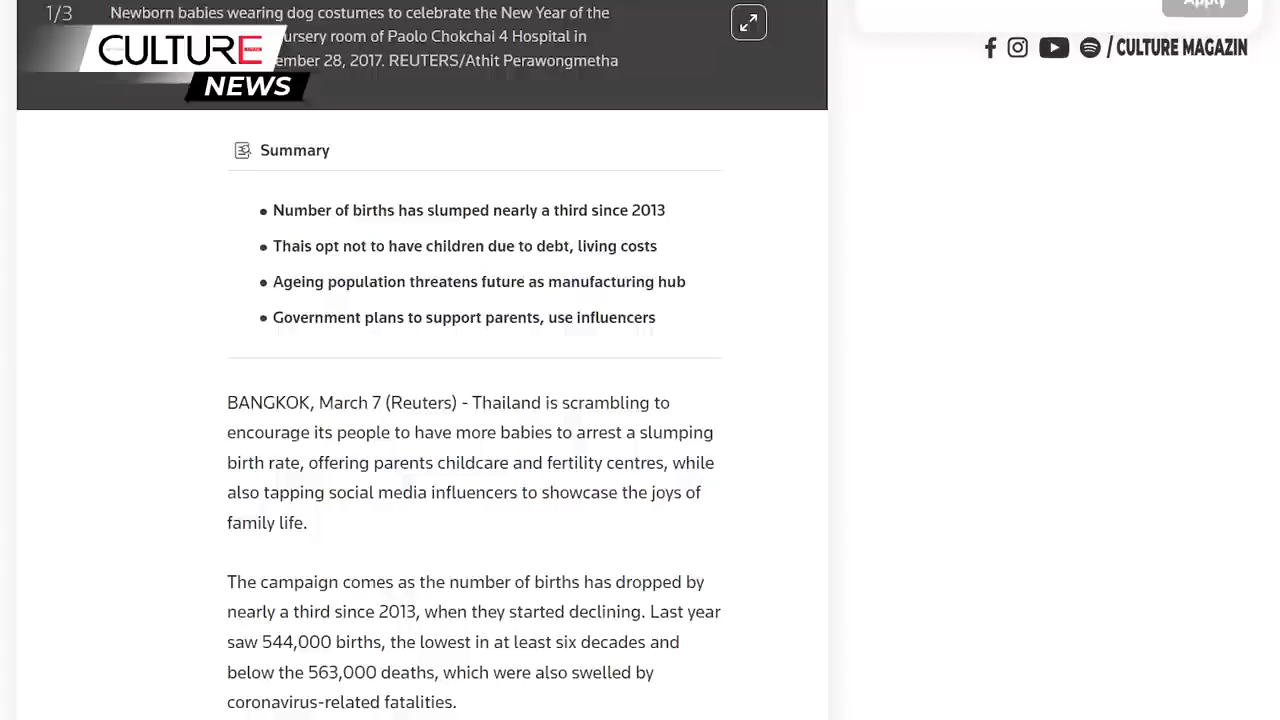 1/3
Newborn babies wearing dog costumes to celebrate the New Year of the
ursery room of Paolo Chokchai 4 Hospital in
ember 28, 2017. REUTERS/Athit Perawongmetha
CULTURE
NEWS
Apply
/ CULTURE MAGAZIN
Summary
• Number of births has slumped nearly a third since 2013
• Thais opt not to have children due to debt, living costs
• Ageing population threatens future as manufacturing hub
• Government plans to support parents, use influencers
BANGKOK, March 7 (Reuters) - Thailand is scrambling to
encourage its people to have more babies to arrest a slumping
birth rate, offering parents childcare and fertility centres, while
also tapping social media influencers to showcase the joys of
family life.
The campaign comes as the number of births has dropped by
nearly a third since 2013, when they started declining. Last year
saw 544,000 births, the lowest in at least six decades and
below the 563,000 deaths, which were also swelled by
coronavirus-related fatalities.